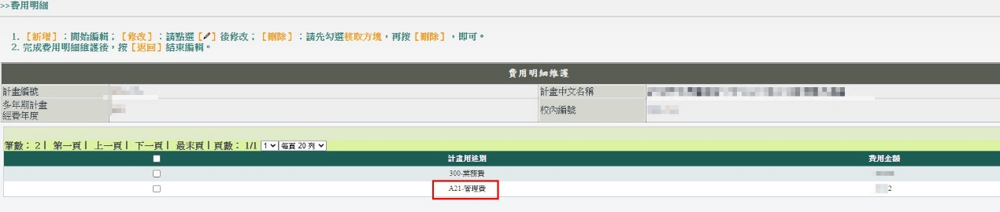 >>費用明細
1. 【新增】：開始編輯；【修改】：請點選【】後修改；【刪除】：請先勾選核取方塊，再按【刪除】，即可。
2. 完成費用明細維護後，按【返回】結束編輯。
費用明細維護
計畫編號 計畫中文名稱
多年期計畫
經費年度 校內編號
筆數： 2 | 第一頁 | 上一頁 | 下一頁 | 最末頁 | 頁數： 1/1 1 每頁 20 列
計畫用途別 費用金額
300-業務費
A21-管理費 2